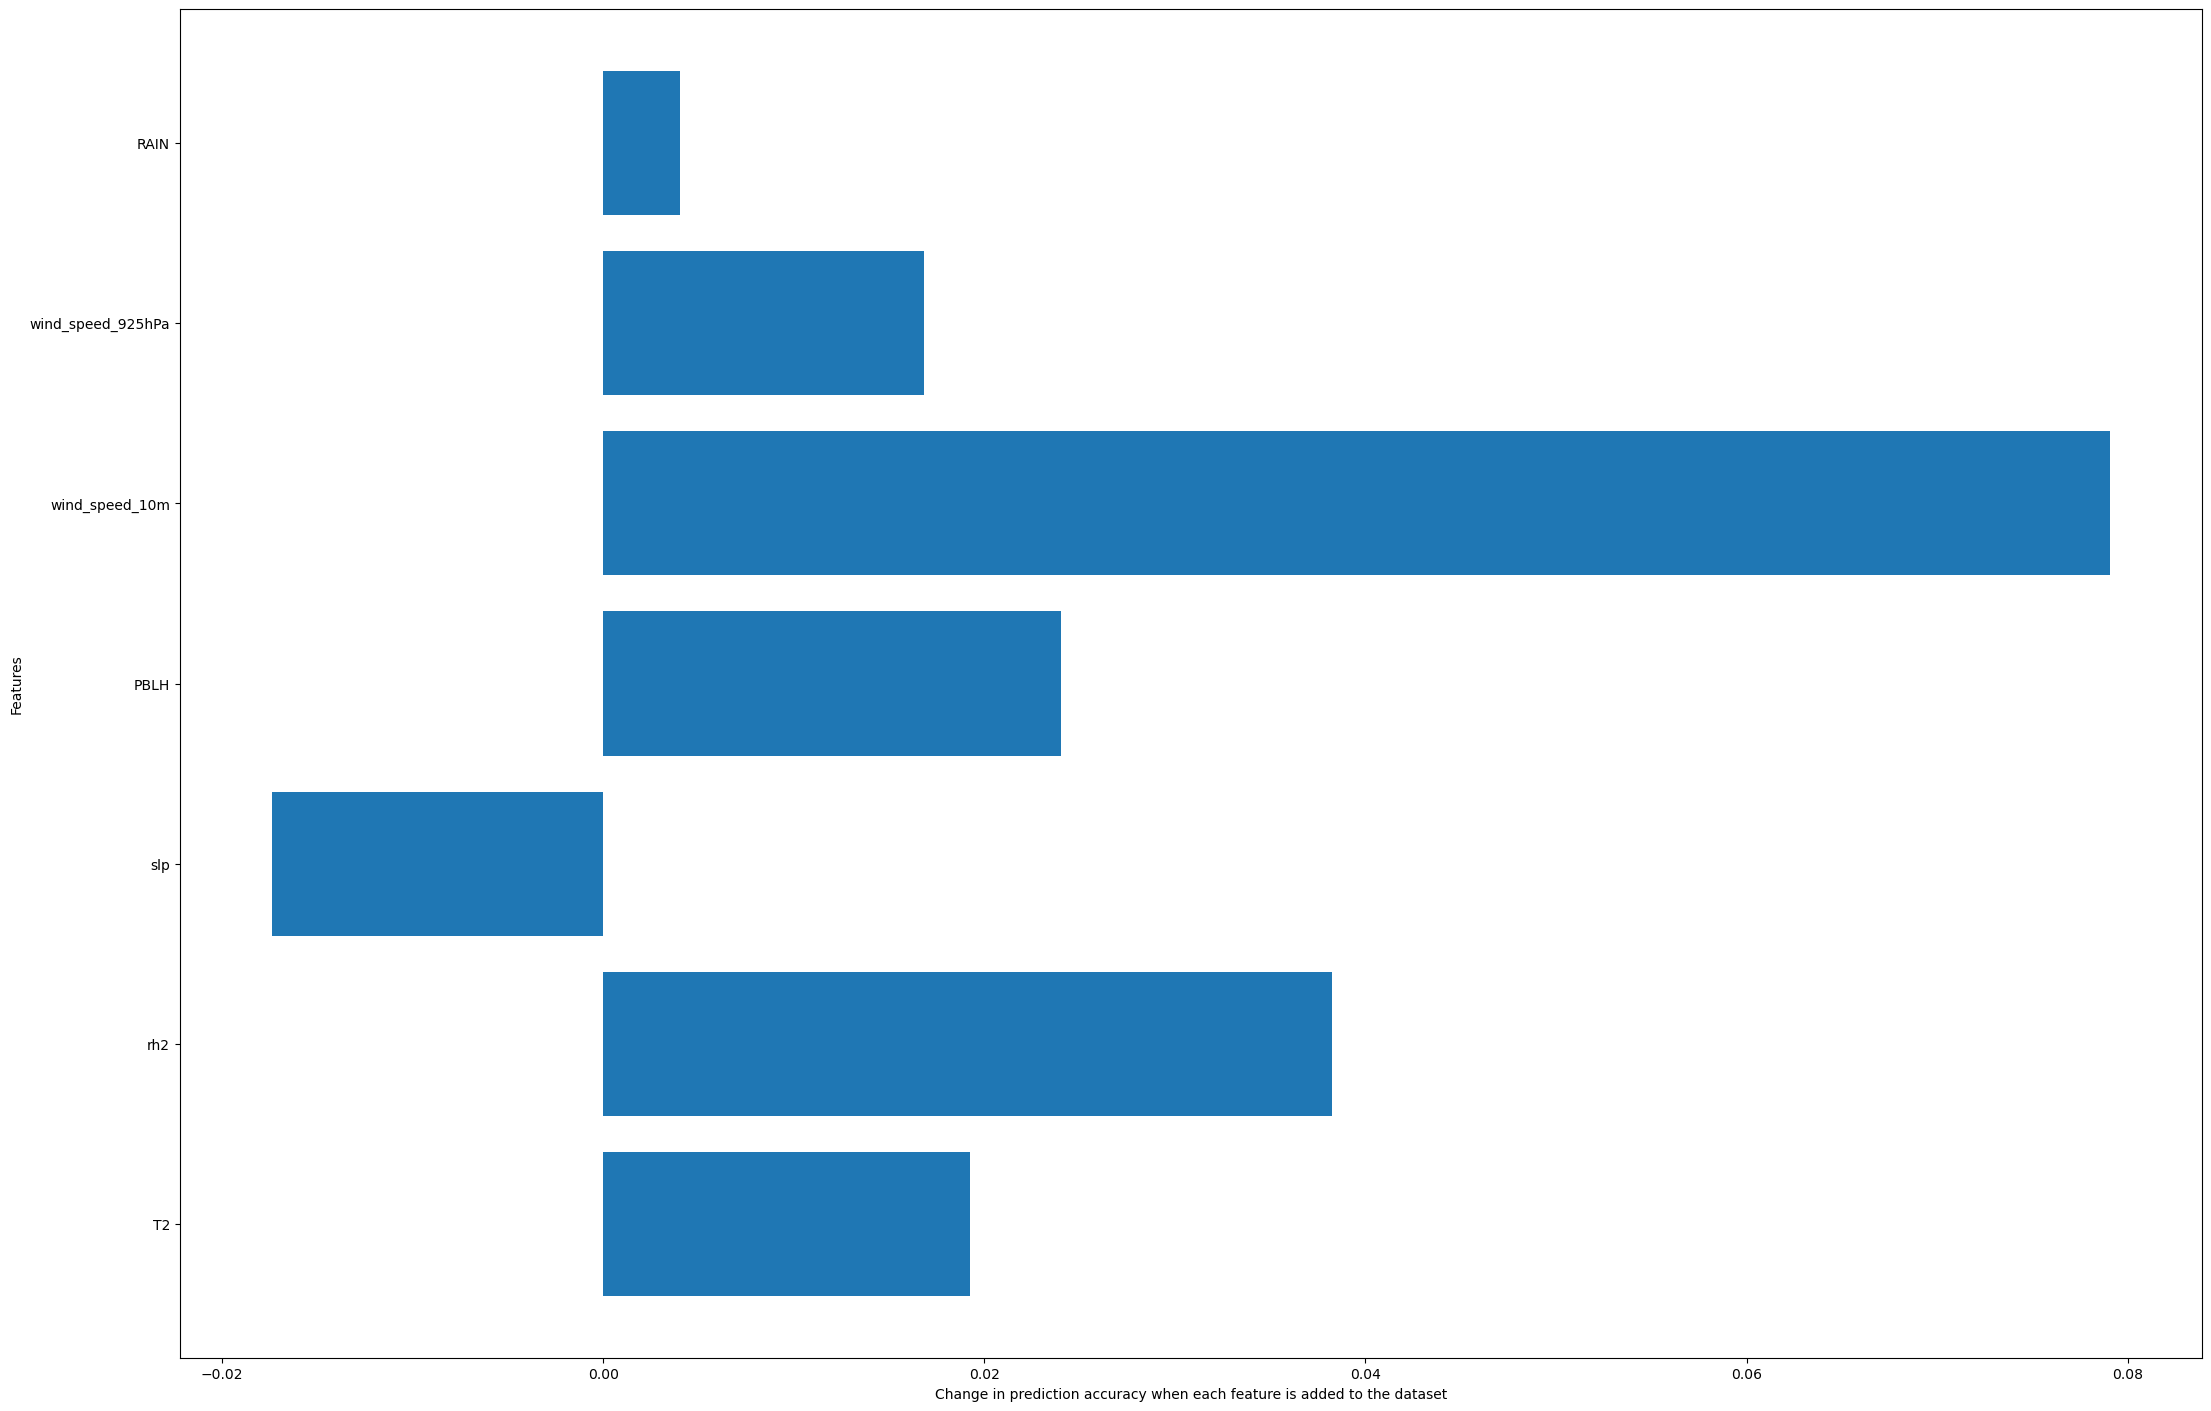 RAIN
wind_speed_925hPa
wind_speed_10m
PBLH
slp
rh2
T2
Features
−0.02
0.00
0.02
0.04
0.06
0.08
Change in prediction accuracy when each feature is added to the dataset